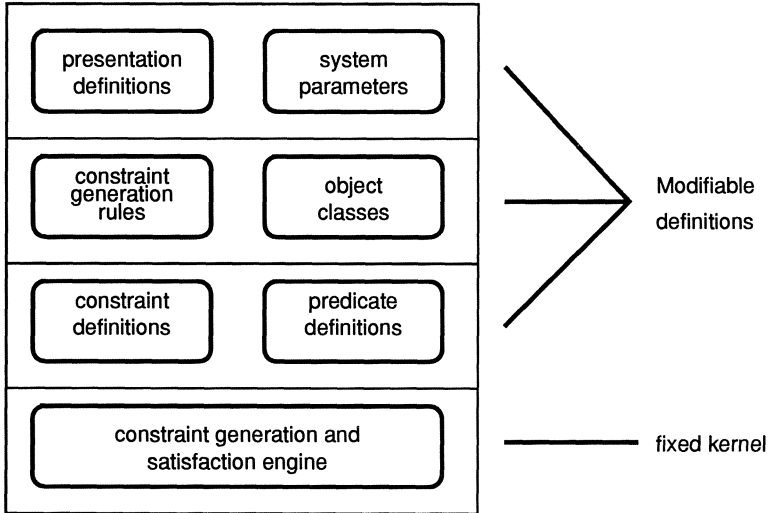 presentation
definitions
system
parameters
constraint
generation
rules
object
classes
Modifiable
definitions
constraint
definitions
predicate
definitions
constraint generation and
satisfaction engine
fixed kernel